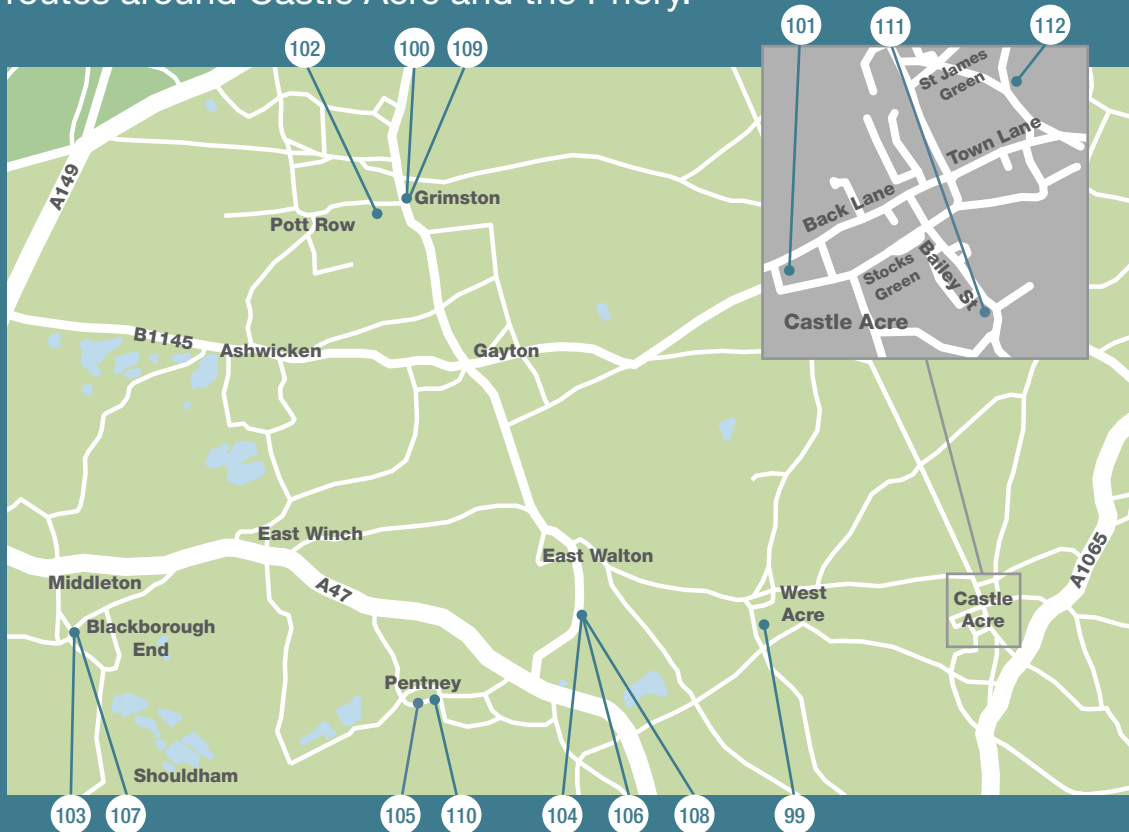 routes around Castle Acre and the Priory.
102
100
109
101
111
112
St James
Green
Town Lane
Back Lane
Stocks
Green
Bailey St
Castle Acre
A149
Grimston
Pott Row
B1145
Ashwicken
Gayton
East Winch
East Walton
Middleton
A47
A1065
West
Acre
Castle
Acre
Blackborough
End
Pentney
Shouldham
103
107
105
110
104
106
108
99